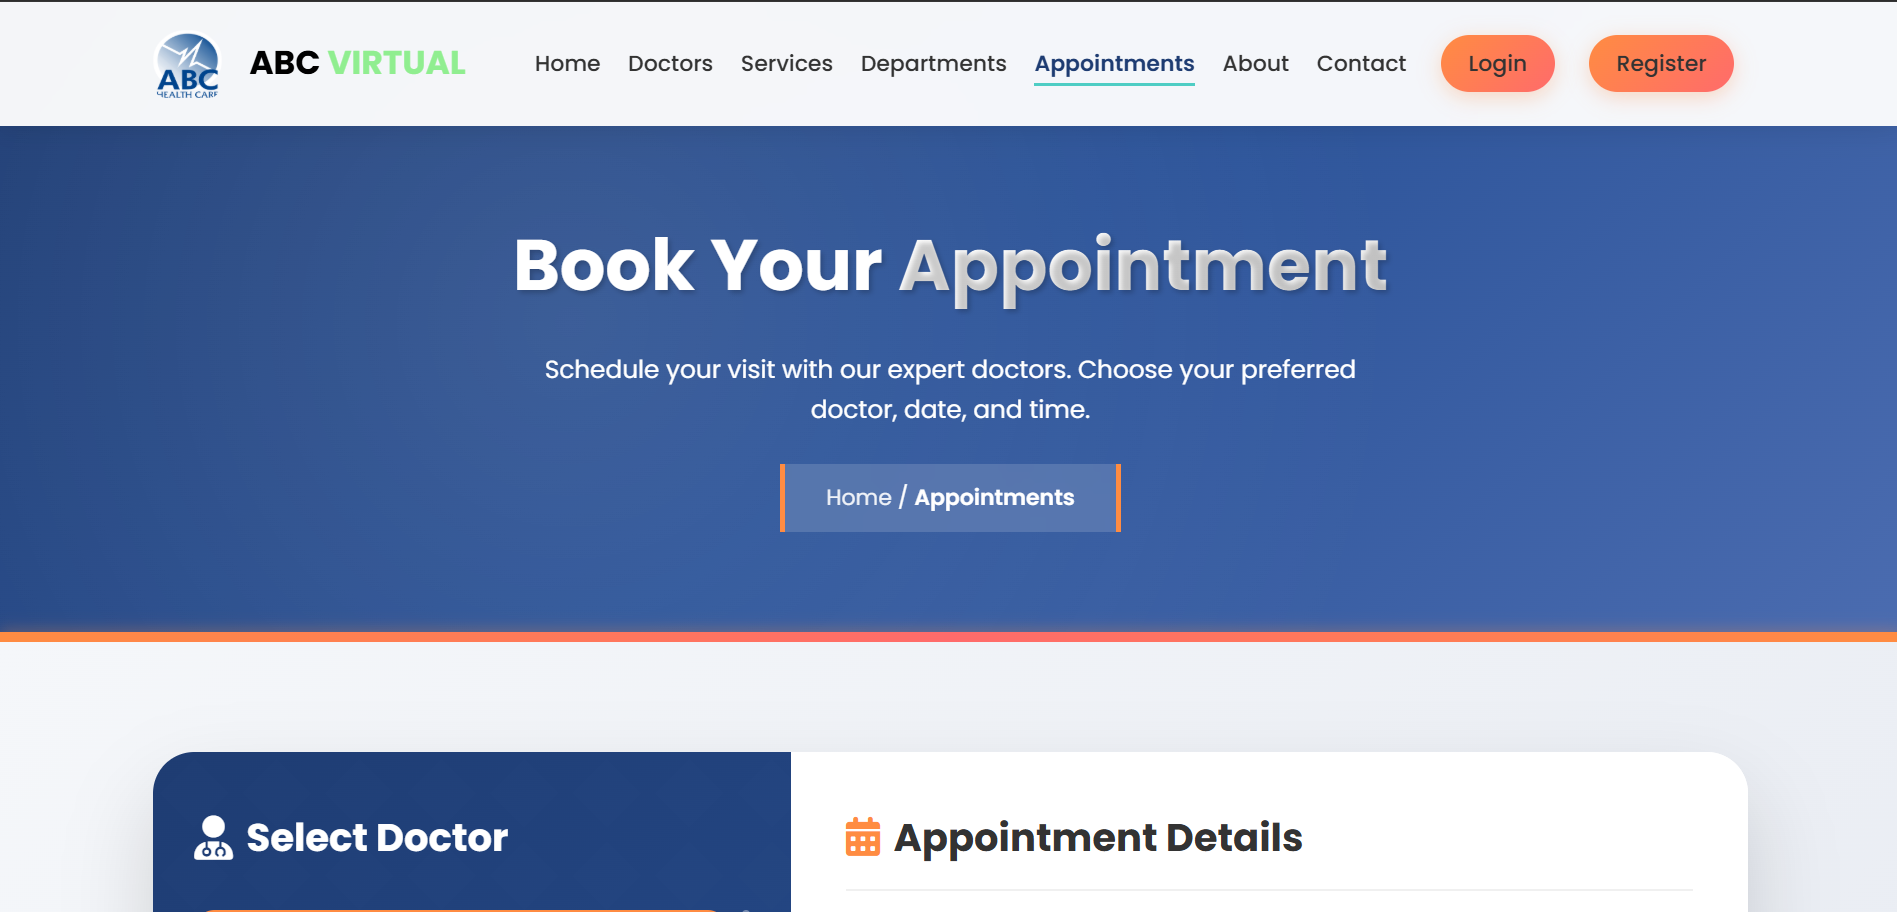 ABC
HEALTH CARE
ABC VIRTUAL
Home Doctors Services Departments Appointments About Contact Login Register
Book Your Appointment
Schedule your visit with our expert doctors. Choose your preferred
doctor, date, and time.
Home / Appointments
Select Doctor
Appointment Details